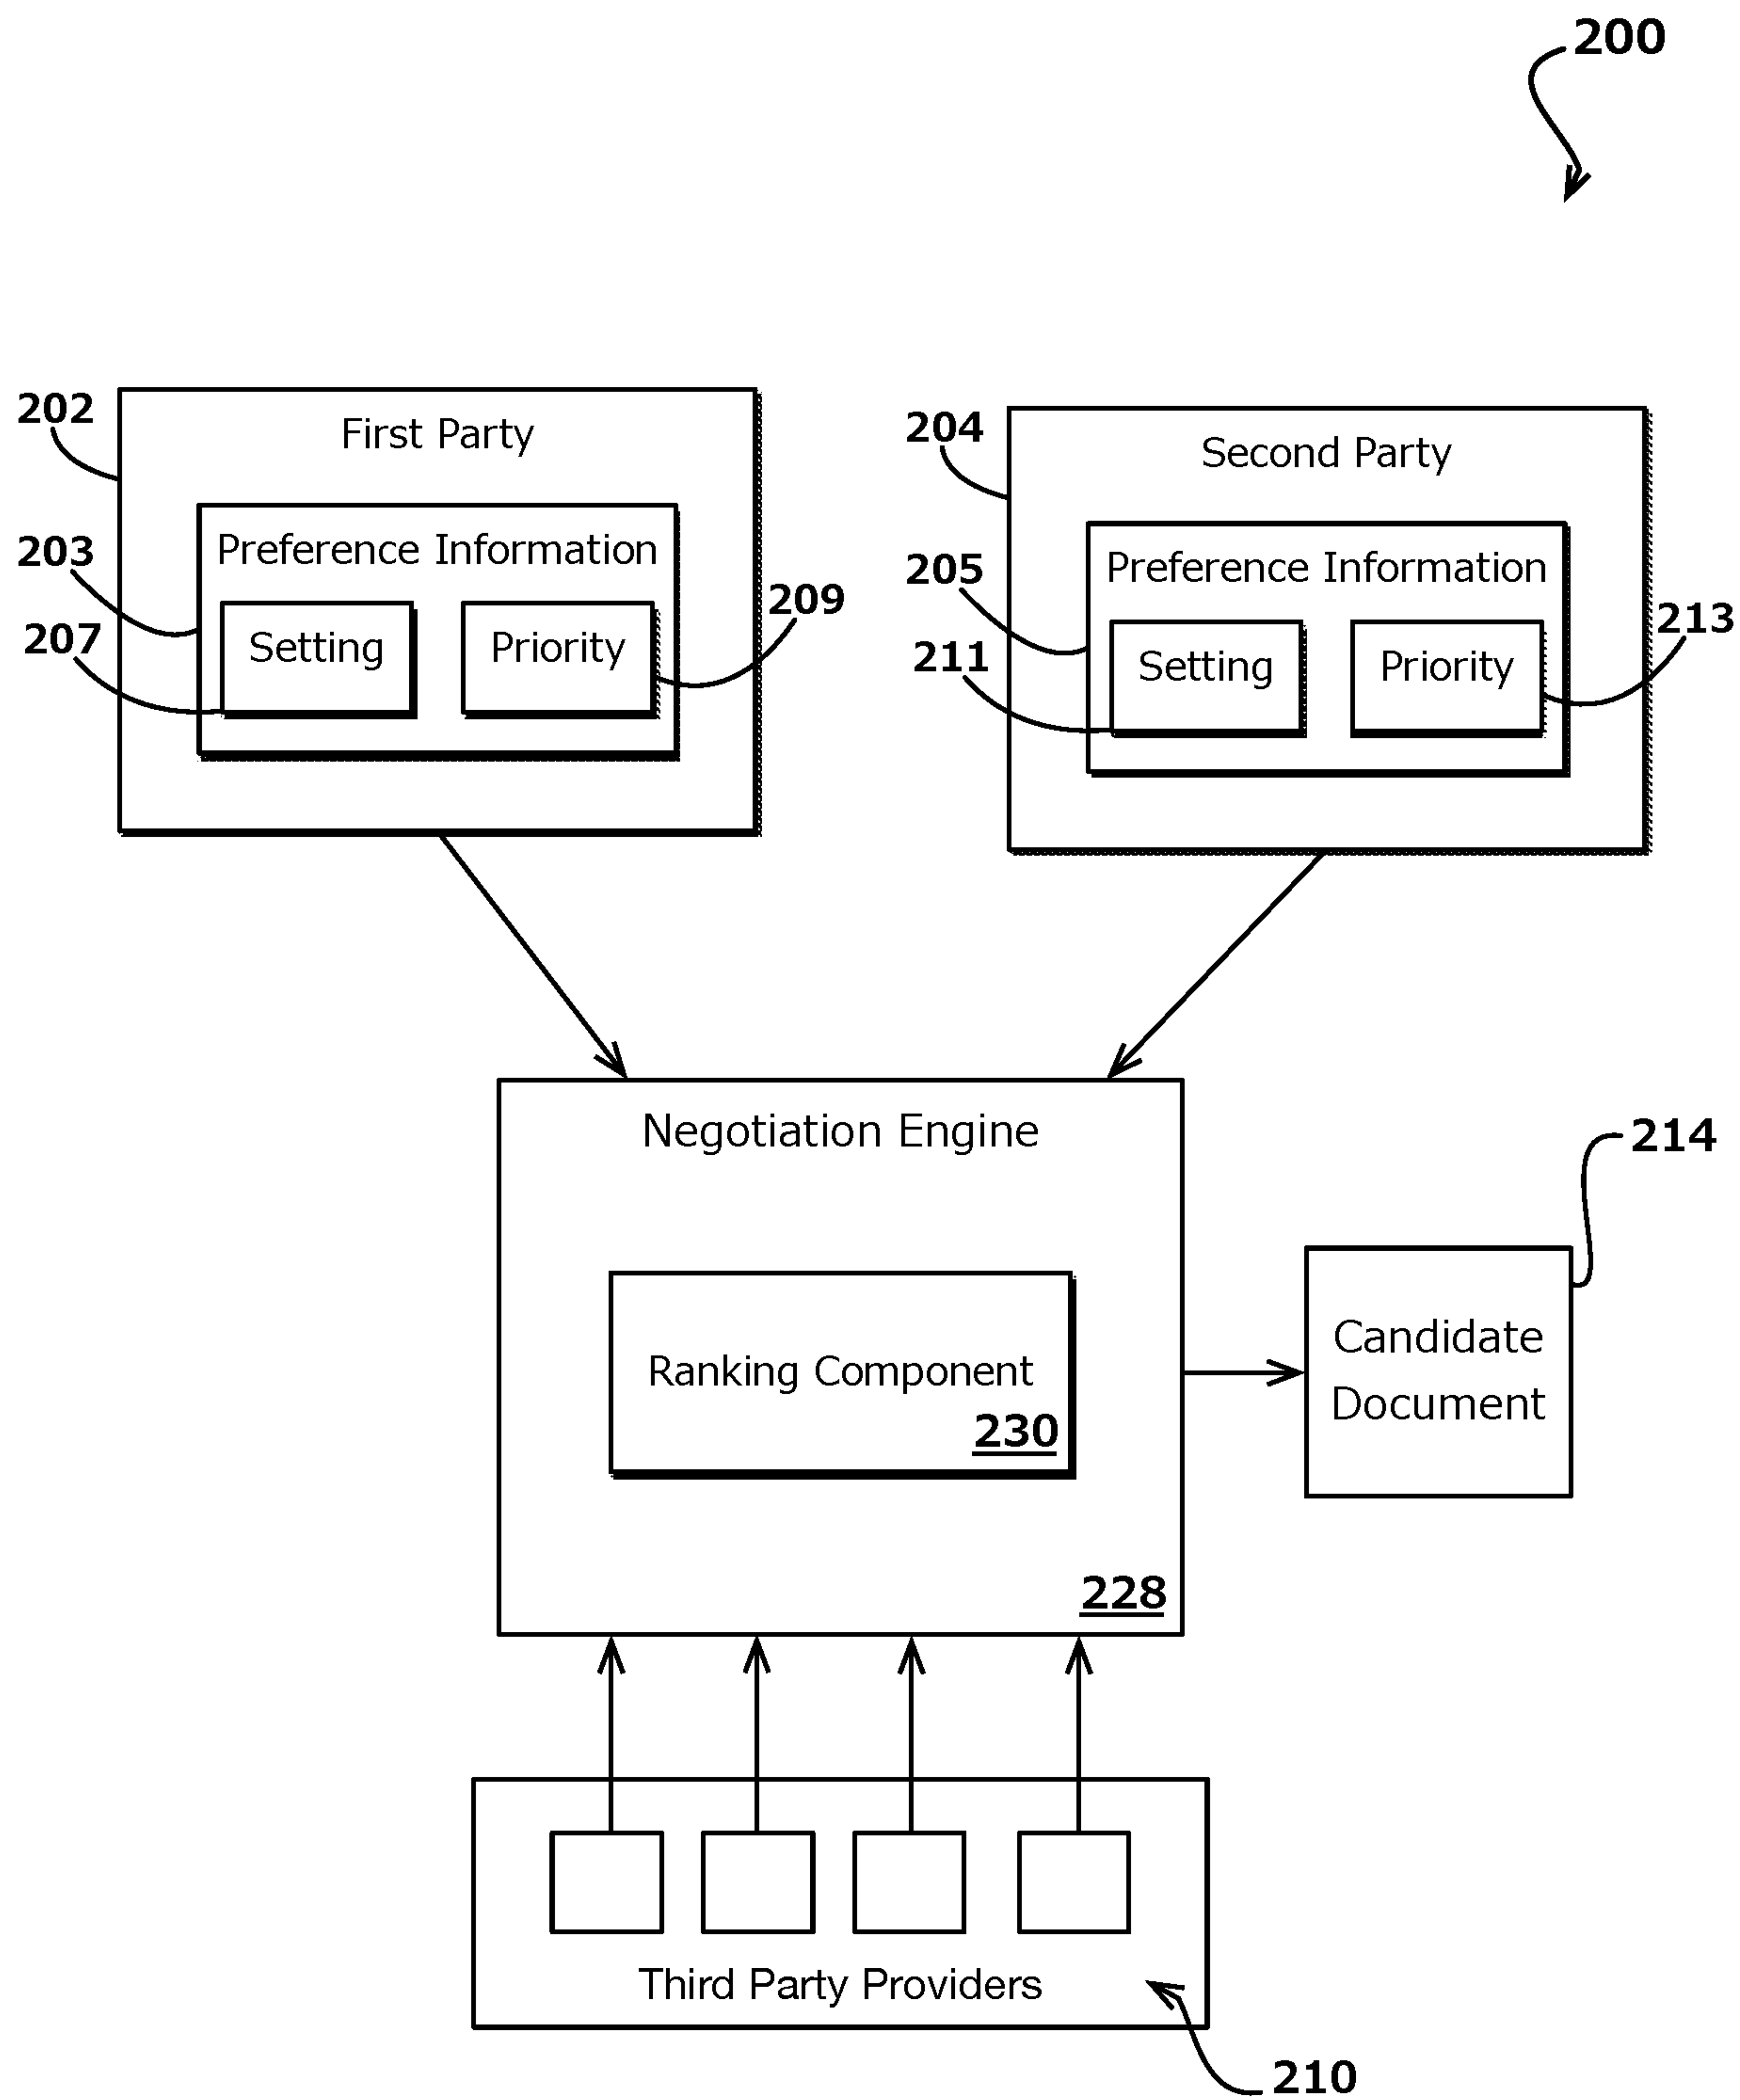 200
202
First Party
204
Second Party
203
Preference Information
209
207
Setting
Priority
205
Preference Information
213
211
Setting
Priority
Negotiation Engine
214
Ranking Component
230
Candidate
Document
228
Third Party Providers
210